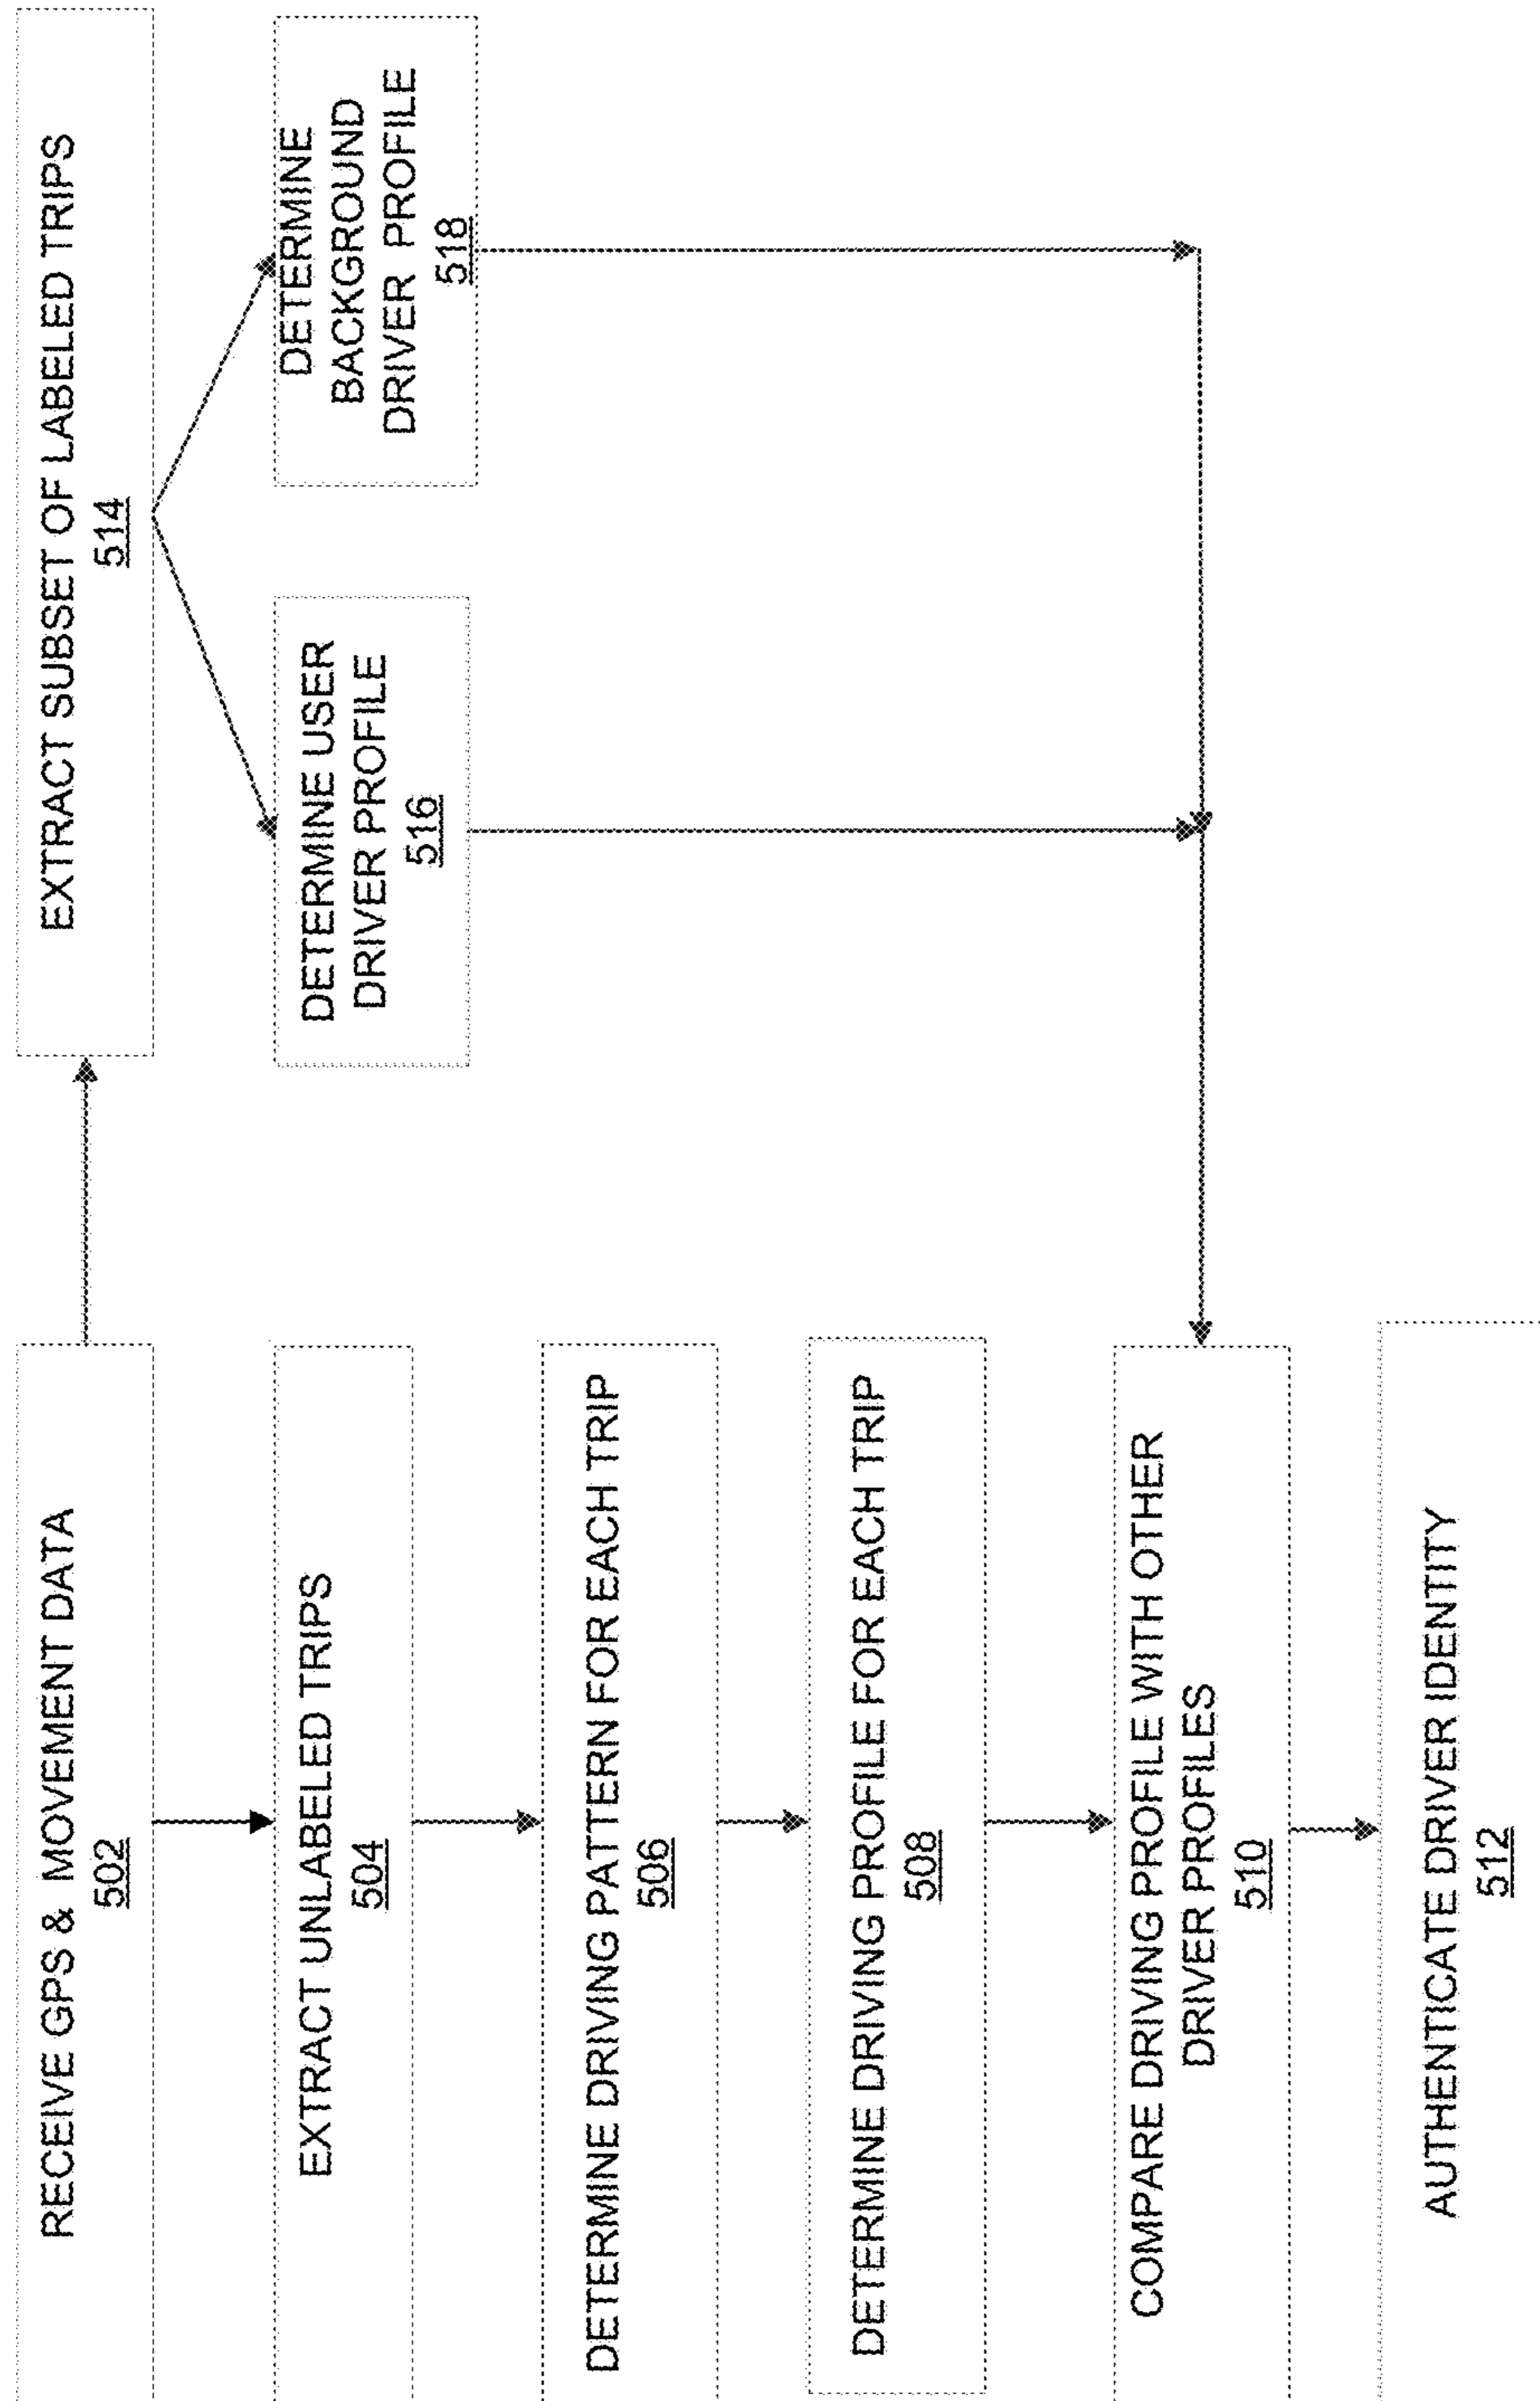 RECEIVE GPS & MOVEMENT DATA
502
EXTRACT UNLABELED TRIPS
504
DETERMINE DRIVING PATTERN FOR EACH TRIP
506
DETERMINE DRIVING PROFILE FOR EACH TRIP
508
COMPARE DRIVING PROFILE WITH OTHER
DRIVER PROFILES
510
AUTHENTICATE DRIVER IDENTITY
512
EXTRACT SUBSET OF LABELED TRIPS
514
DETERMINE USER
DRIVER PROFILE
516
DETERMINE
BACKGROUND
DRIVER PROFILE
518